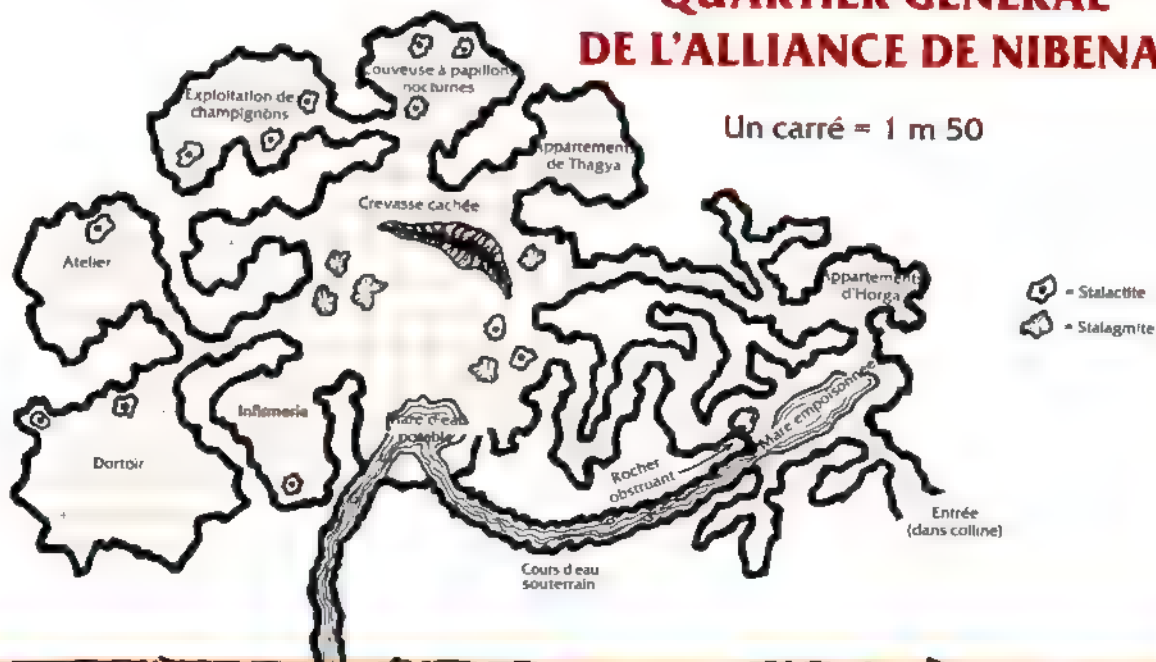 QUARTIER GÉNÉRAL
DE L'ALLIANCE DE NIBENA
Un carré = 1 m 50
ouveuse à papillons
nocturnes
Exploitation de
champignons
Appartement
de Thagya
Crevasse cachée
Atelier
Appartements
d'Horga
= Stalactite
= Stalagmite
Infirmerie
Mare d'eau
potable
Mare empoisonnée
Dortoir
Rocher
obstruant
Entrée
(dans colline)
Cours d'eau
souterrain